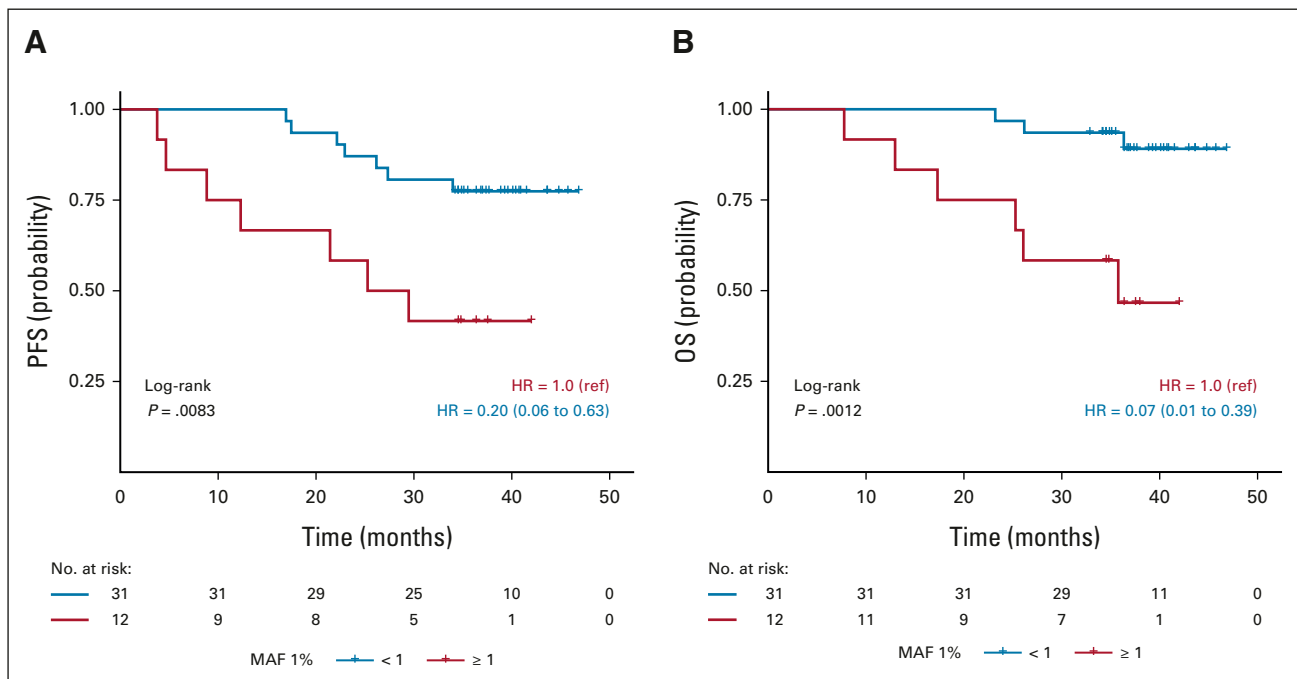 A
1.00
0.75
0.50
0.25
PFS (probability)
Log-rank
P = .0083
HR = 1.0 (ref)
HR = 0.20 (0.06 to 0.63)
0 10 20 30 40 50
Time (months)
No. at risk:
31 31 29 25 10 0
12 9 8 5 1 0
MAF 1% < 1 ≥ 1
B
1.00
0.75
0.50
0.25
OS (probability)
Log-rank
P = .0012
HR = 1.0 (ref)
HR = 0.07 (0.01 to 0.39)
0 10 20 30 40 50
Time (months)
No. at risk:
31 31 31 29 11 0
12 11 9 7 1 0
MAF 1% < 1 ≥ 1